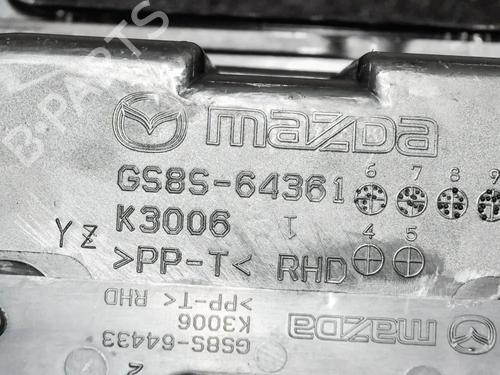 B-PARTS
mazda
GS8S-64361 6 7 8 9
K3006 1 4 5
YZ >PP-T< RHD
>PP-T< RHD
K3006
GS8S-64433
mazda